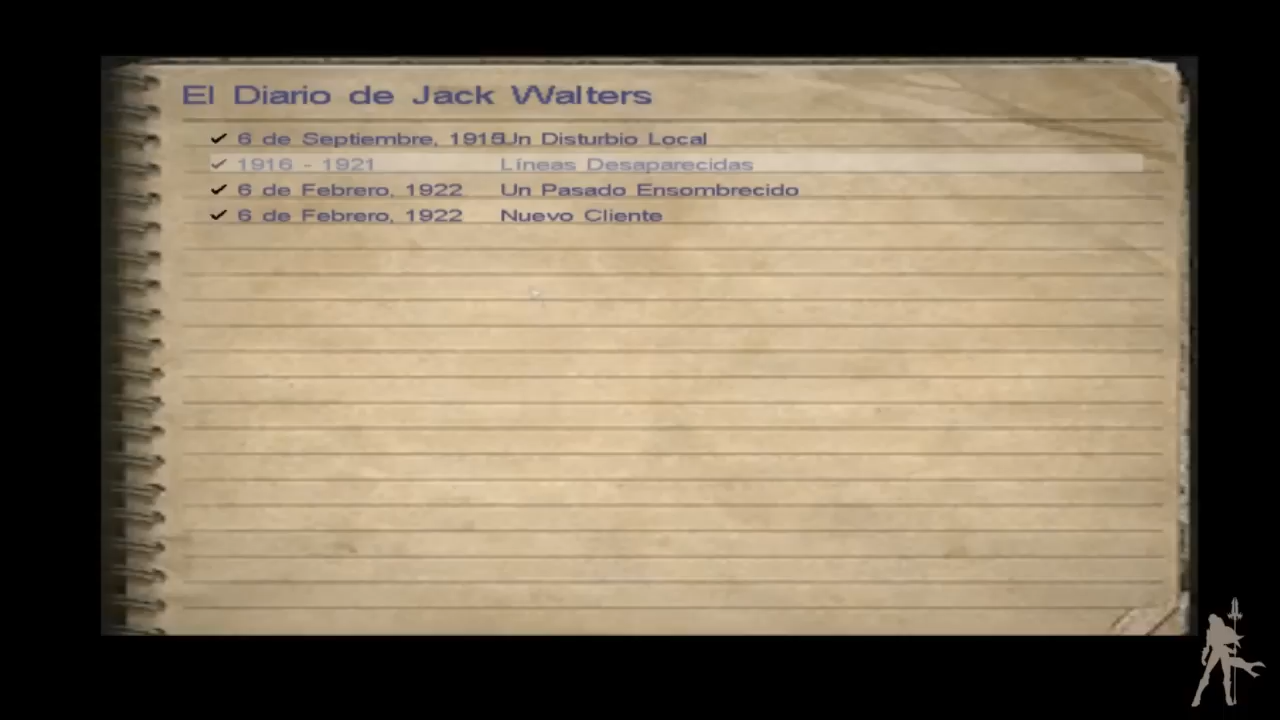 El Diario de Jack Walters
✓ 6 de Septiembre, 1915 Un Disturbio Local
✓ 1916 - 1921 Líneas Desaparecidas
✓ 6 de Febrero, 1922 Un Pasado Ensombrecido
✓ 6 de Febrero, 1922 Nuevo Cliente